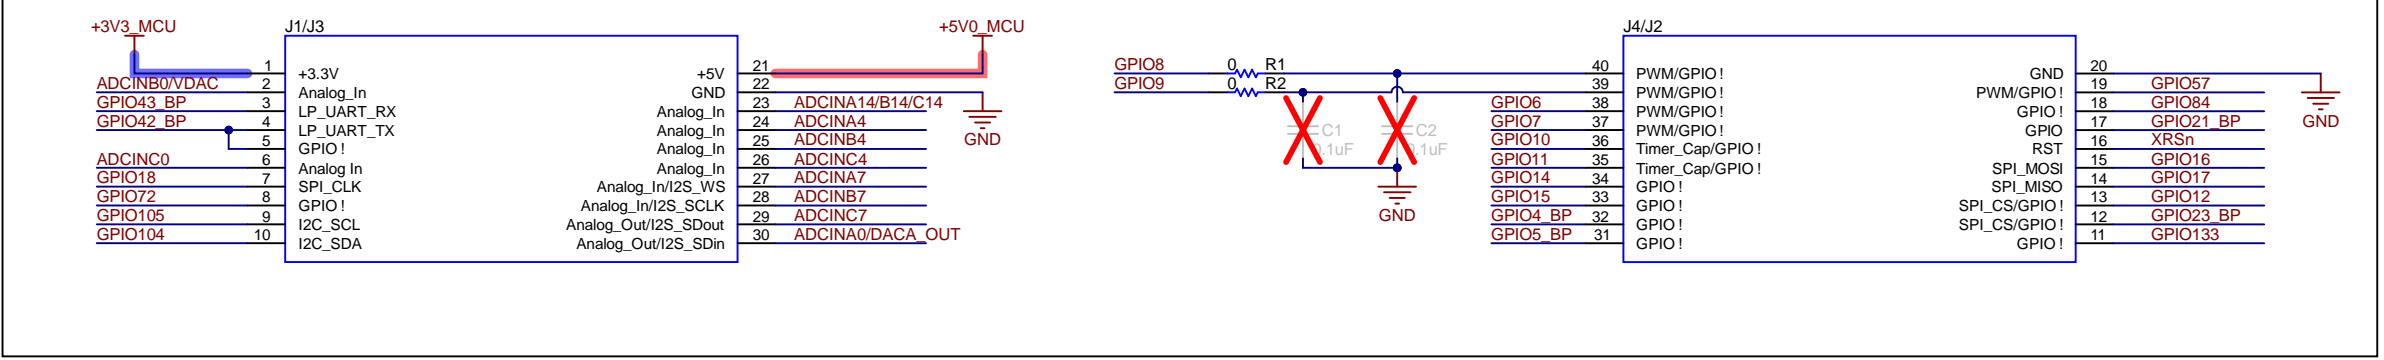 +3V3_MCU J1/J3 +5V0_MCU J4/J2
1 +3.3V +5V 21 GPIO8 0 R1 40 PWM/GPIO! GND 20
ADCINB0/VDAC 2 Analog_In GND 22 GPIO9 0 R2 39 PWM/GPIO! PWM/GPIO! 19 GPIO57
GPIO43_BP 3 LP_UART_RX Analog_In 23 ADCINA14/B14/C14 GPIO6 38 PWM/GPIO! GPIO! 18 GPIO84
GPIO42_BP 4 LP_UART_TX Analog_In 24 ADCINA4 C1 C2 GPIO7 37 PWM/GPIO! GPIO 17 GPIO21_BP GND
5 GPIO! Analog_In 25 ADCINB4 GND 0.1uF 0.1uF GPIO10 36 Timer_Cap/GPIO! RST 16 XRSn
ADCINC0 6 Analog In Analog_In 26 ADCINC4 GPIO11 35 Timer_Cap/GPIO! SPI_MOSI 15 GPIO16
GPIO18 7 SPI_CLK Analog_In/I2S_WS 27 ADCINA7 GPIO14 34 GPIO! SPI_MISO 14 GPIO17
GPIO72 8 GPIO! Analog_In/I2S_SCLK 28 ADCINB7 GPIO15 33 GPIO! SPI_CS/GPIO! 13 GPIO12
GPIO105 9 I2C_SCL Analog_Out/I2S_SDout 29 ADCINC7 GND GPIO4_BP 32 GPIO! SPI_CS/GPIO! 12 GPIO23_BP
GPIO104 10 I2C_SDA Analog_Out/I2S_SDin 30 ADCINA0/DACA_OUT GPIO5_BP 31 GPIO! GPIO! 11 GPIO133